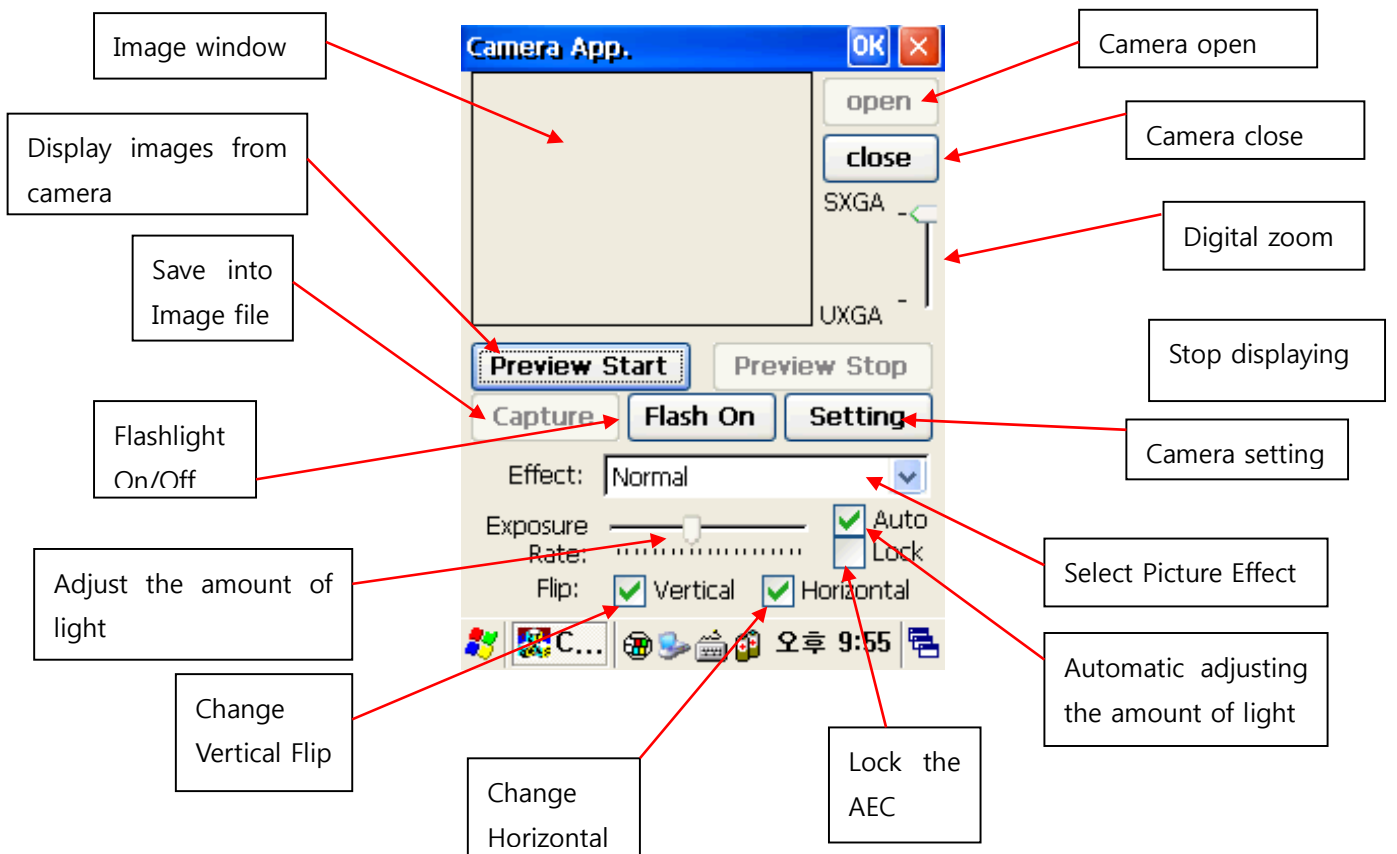 Image window
Camera App.
OK
Camera open
open
Display images from
camera
close
Camera close
SXGA
Digital zoom
Save into
Image file
UXGA
Preview Start
Preview Stop
Stop displaying
Capture
Flash On
Setting
Flashlight
On/Off
Camera setting
Effect:
Normal
Exposure
Rate:
Auto
Lock
Adjust the amount of
light
Select Picture Effect
Flip:
Vertical
Horizontal
C...
오후 9:55
Automatic adjusting
the amount of light
Change
Vertical Flip
Lock the
AEC
Change
Horizontal